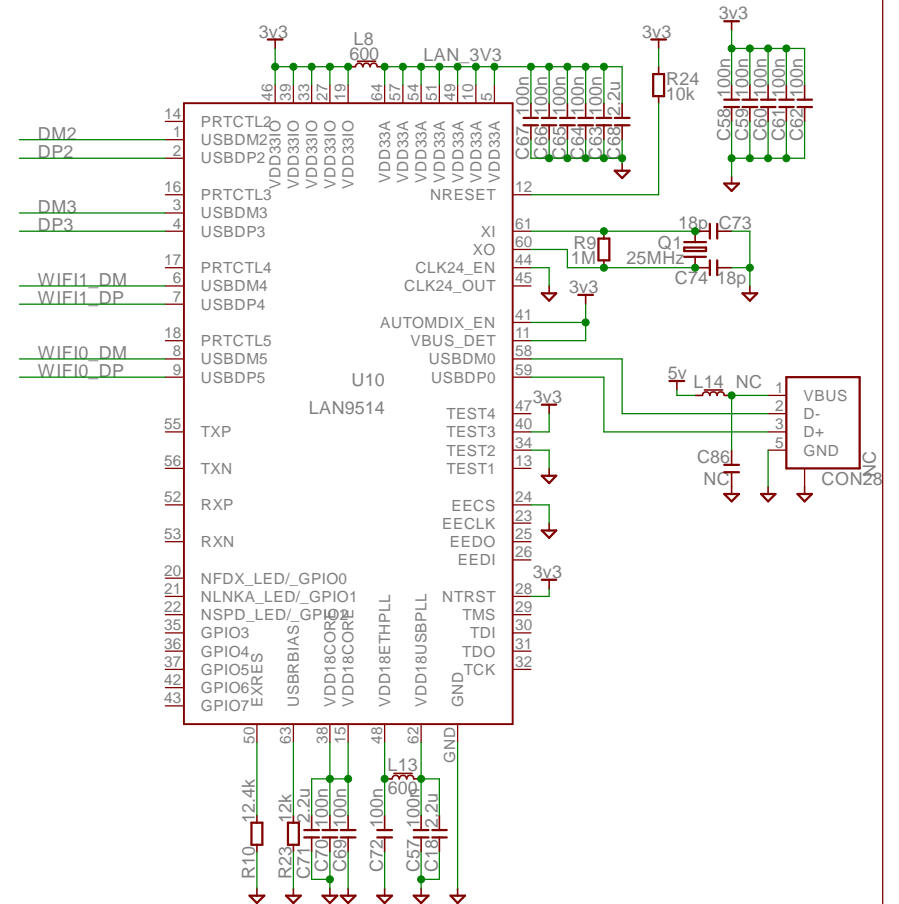 3v3
L8
600
LAN_3V3
3v3
3v3
46
39
33
27
19
64
57
54
51
49
10
5
VDD33IO
VDD33IO
VDD33IO
VDD33IO
VDD33IO
VDD33A
VDD33A
VDD33A
VDD33A
VDD33A
VDD33A
VDD33A
100n
100n
100n
100n
100n
2.2u
C67
C66
C65
C64
C63
C68
R24
10k
100n
100n
100n
100n
100n
C58
C59
C60
C61
C62
14 PRTCTL2
DM2 1 USBDM2
DP2 2 USBDP2
16 PRTCTL3
DM3 3 USBDM3
DP3 4 USBDP3
17 PRTCTL4
WIFI1_DM 6 USBDM4
WIFI1_DP 7 USBDP4
18 PRTCTL5
WIFI0_DM 8 USBDM5
WIFI0_DP 9 USBDP5
NRESET 12
XI 61
XO 60
CLK24_EN 44
CLK24_OUT 45
R9
1M
18p C73
Q1
25MHz
C74 18p
3v3
AUTOMDIX_EN 41
VBUS_DET 11
USBDM0 58
USBDP0 59
U10
LAN9514
5v L14 NC
1 VBUS
2 D-
3 D+
5 GND
C86
NC
CON28
NC
TEST4 47
TEST3 40
TEST2 34
TEST1 13
3v3
55 TXP
56 TXN
52 RXP
53 RXN
EECS 24
EECLK 23
EEDO 25
EEDI 26
3v3
NTRST 28
TMS 29
TDI 30
TDO 31
TCK 32
20 NFDX_LED/_GPIO0
21 NLNKA_LED/_GPIO1
22 NSPD_LED/_GPIO2
35 GPIO3
36 GPIO4
37 GPIO5
42 GPIO6
43 GPIO7
EXRES
USBRBIAS
VDD18CORE
VDD18CORE
VDD18ETHPLL
VDD18USBPLL
GND
50
63
38
15
48
62
GND
L13
600
R10
12.4k
R23
12k
C71
2.2u
C70
100n
C69
100n
C72
100n
C57
C18
2.2u